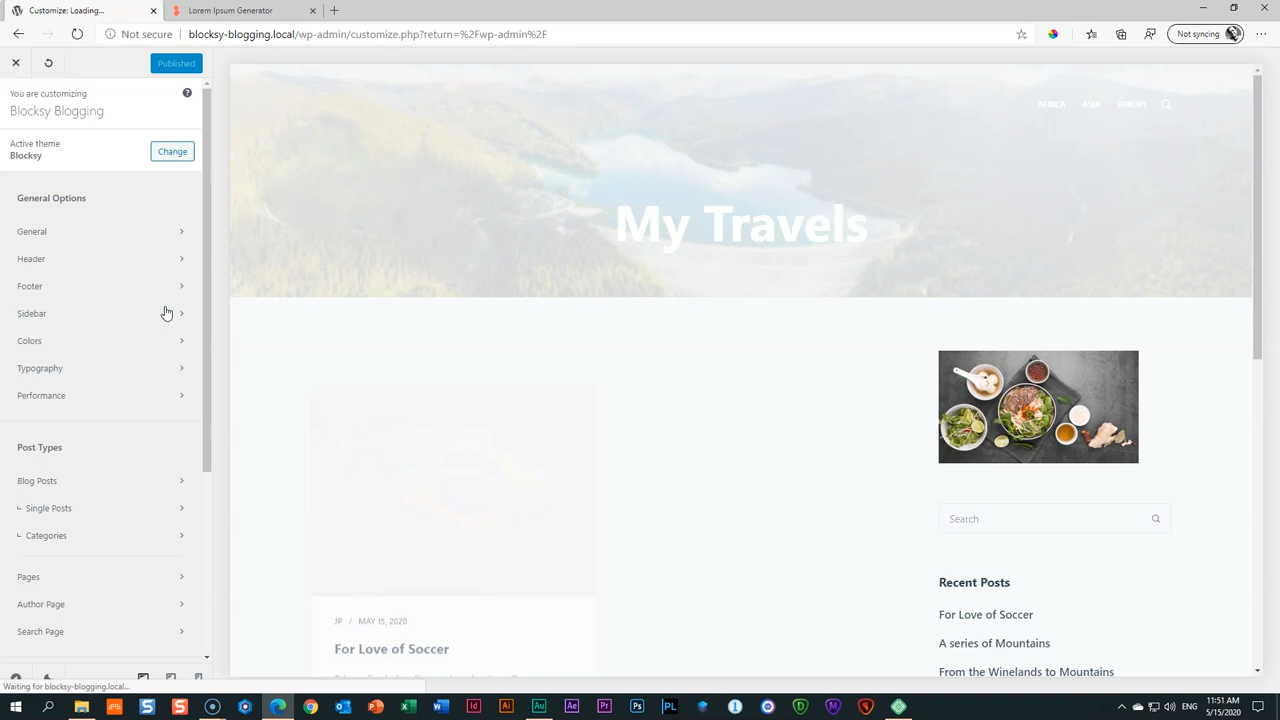 Customize: Loading...
Lorem Ipsum Generator
Not secure
blocksy-blogging.local/wp-admin/customize.php?return=%2Fwp-admin%2F
Not syncing
Published
You are customizing
Blocksy Blogging
Active theme
Blocksy
Change
General Options
General
Header
Footer
Sidebar
Colors
Typography
Performance
Post Types
Blog Posts
Single Posts
Categories
Pages
Author Page
Search Page
AFRICA ASIA EUROPE
My Travels
JP / MAY 15, 2020
For Love of Soccer
Search
Recent Posts
For Love of Soccer
A series of Mountains
From the Winelands to Mountains
Waiting for blocksy-blogging.local...
ENG
11:51 AM
5/15/2020